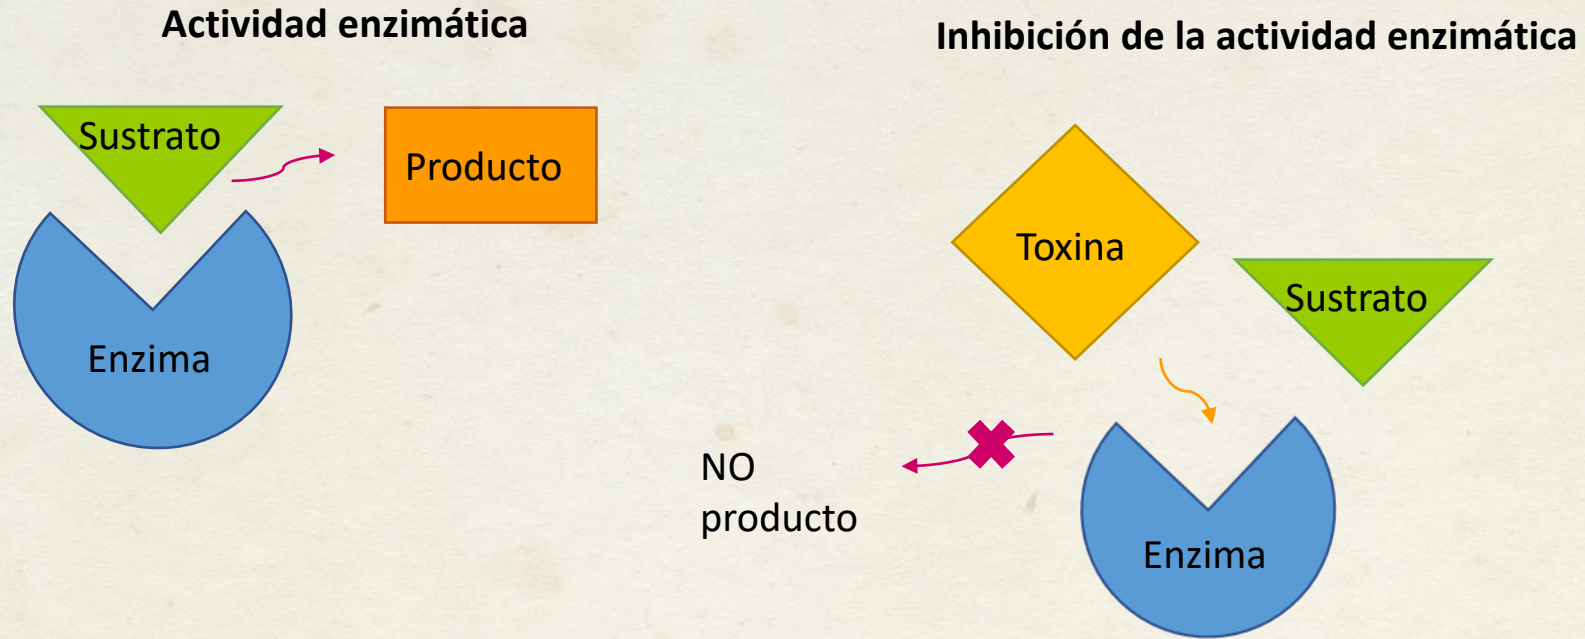 Actividad enzimática
Sustrato
Producto
Enzima
Inhibición de la actividad enzimática
Toxina
Sustrato
NO
producto
Enzima